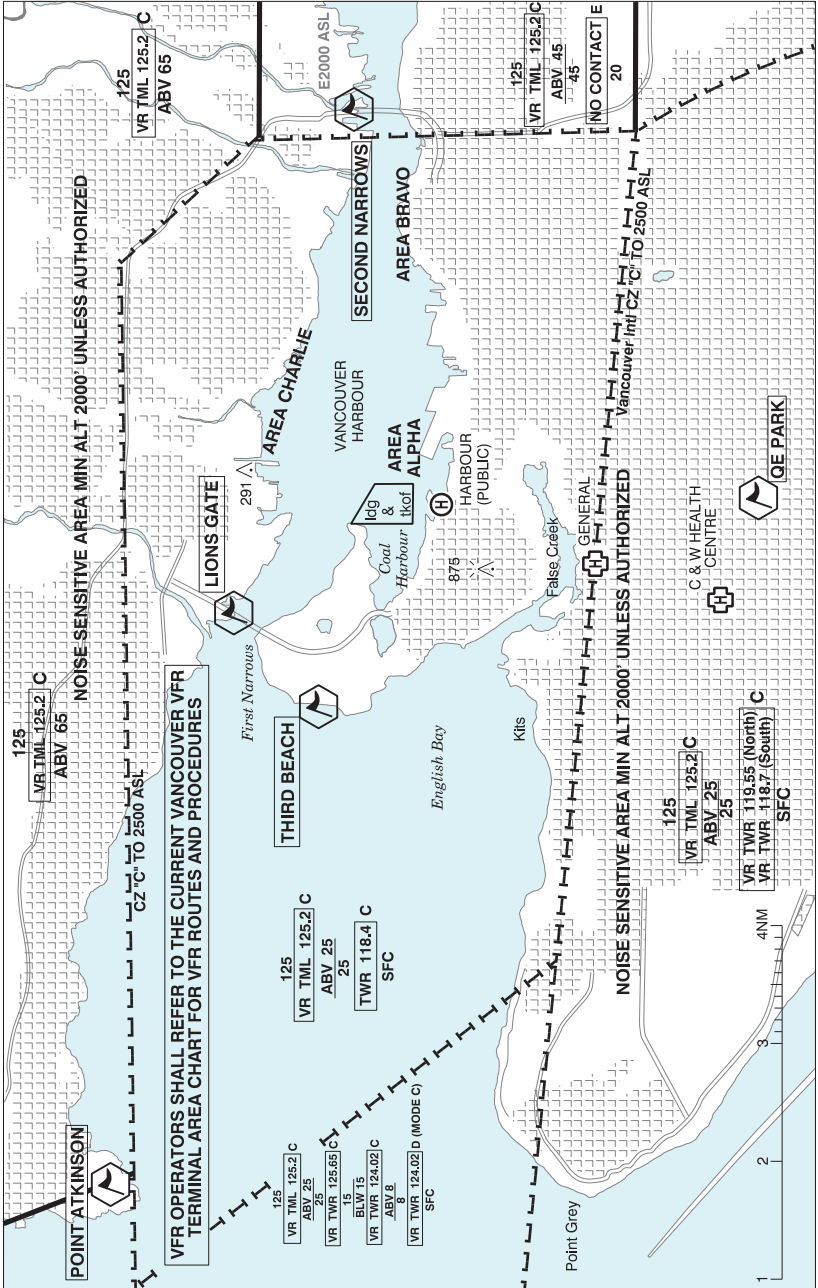 POINT ATKINSON
CZ "C" TO 2500 ASL
125
VR TML 125.2 C
ABV 65
NOISE SENSITIVE AREA MIN ALT 2000' UNLESS AUTHORIZED
125
VR TML 125.2 C
ABV 65
VFR OPERATORS SHALL REFER TO THE CURRENT VANCOUVER VFR
TERMINAL AREA CHART FOR VFR ROUTES AND PROCEDURES
LIONS GATE
291
AREA CHARLIE
First Narrows
THIRD BEACH
VANCOUVER
HARBOUR
SECOND NARROWS
E2000 ASL
AREA BRAVO
AREA
ALPHA
ldg
&
tkof
Coal
Harbour
H
HARBOUR
(PUBLIC)
875
English Bay
Kits
False Creek
H
GENERAL
125
VR TML 125.2 C
ABV 25
25
TWR 118.4 C
SFC
125
VR TML 125.2 C
ABV 25
25
VR TWR 125.65 C
15
BLW 15
VR TWR 124.02 C
ABV 8
8
VR TWR 124.02 D (MODE C)
SFC
125
VR TML 125.2 C
ABV 45
45
NO CONTACT E
20
Vancouver Intl CZ "C" TO 2500 ASL
NOISE SENSITIVE AREA MIN ALT 2000' UNLESS AUTHORIZED
Point Grey
125
VR TML 125.2 C
ABV 25
25
VR TWR 119.55 (North) C
VR TWR 118.7 (South)
SFC
H
C & W HEALTH
CENTRE
QE PARK
1
2
3
4NM